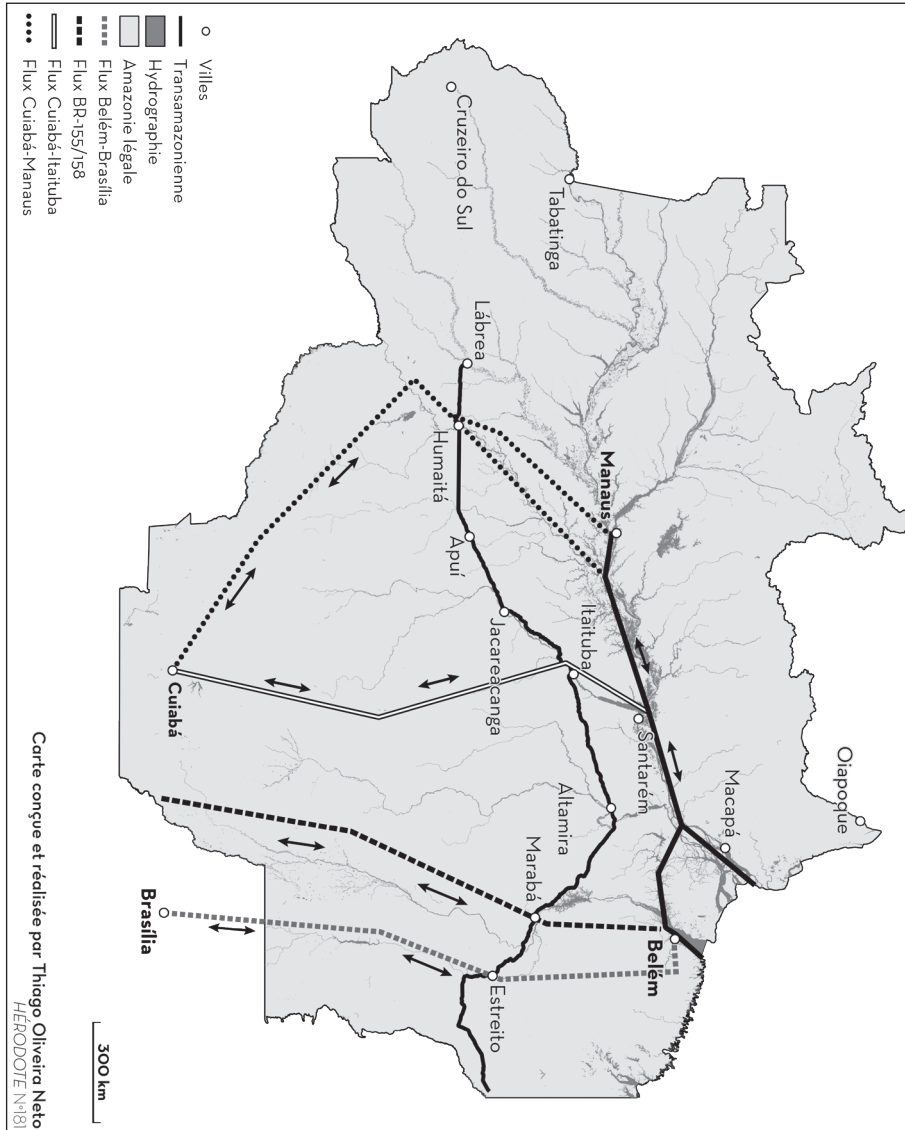 Oiapoque
Macapá
Belém
Manaus
Santarém
Tabatinga
Itaituba
Altamira
Marabá
Estreito
Jacareacanga
Apuí
Humaitá
Lábrea
Cruzeiro do Sul
Cuiabá
Brasília
Villes
Transamazonienne
Hydrographie
Amazonie légale
Flux Belém-Brasília
Flux BR-155/158
Flux Cuiabá-Itaituba
Flux Cuiabá-Manaus
300 km
Carte conçue et réalisée par Thiago Oliveira Neto
HÉRODOTE N°181